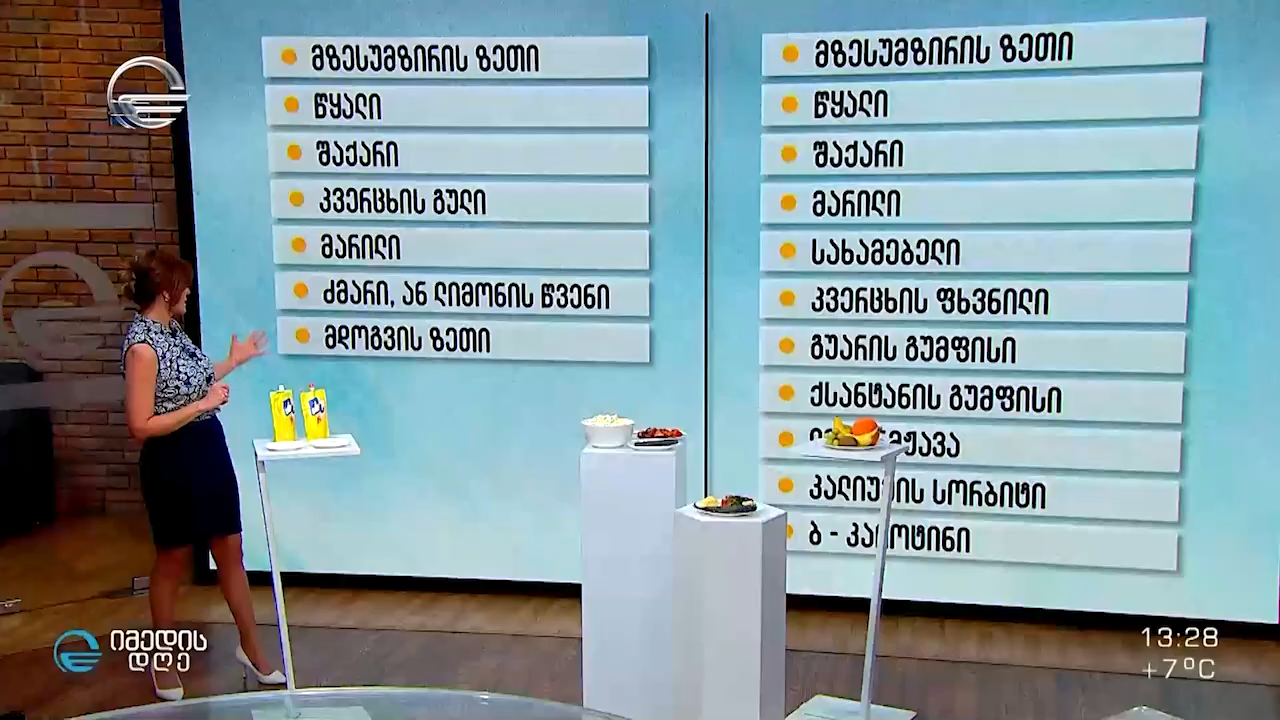 მზესუმზირის ზეთი
წყალი
შაქარი
კვერცხის გული
მარილი
ძმარი, ან ლიმონის წვენი
მდოგვის ზეთი
მზესუმზირის ზეთი
წყალი
შაქარი
მარილი
სახამებელი
კვერცხის ფხვნილი
გუარის გუმფისი
ქსანტანის გუმფისი
სორბიტი
ბ -
იმედის
დღე
13:28
+7°C